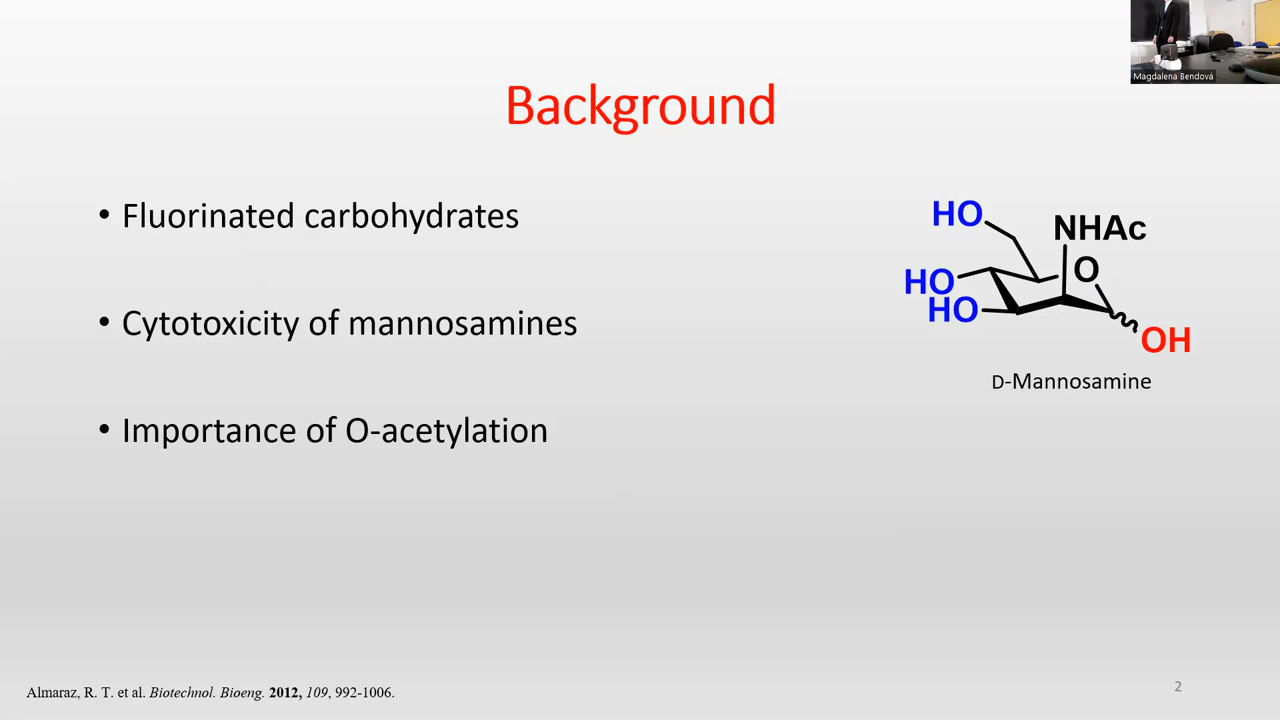 Magdalena Bendová
Background
• Fluorinated carbohydrates
• Cytotoxicity of mannosamines
• Importance of O-acetylation
HO
NHAc
O
HO
HO
OH
D-Mannosamine
Almaraz, R. T. et al. Biotechnol. Bioeng. 2012, 109, 992-1006.
2